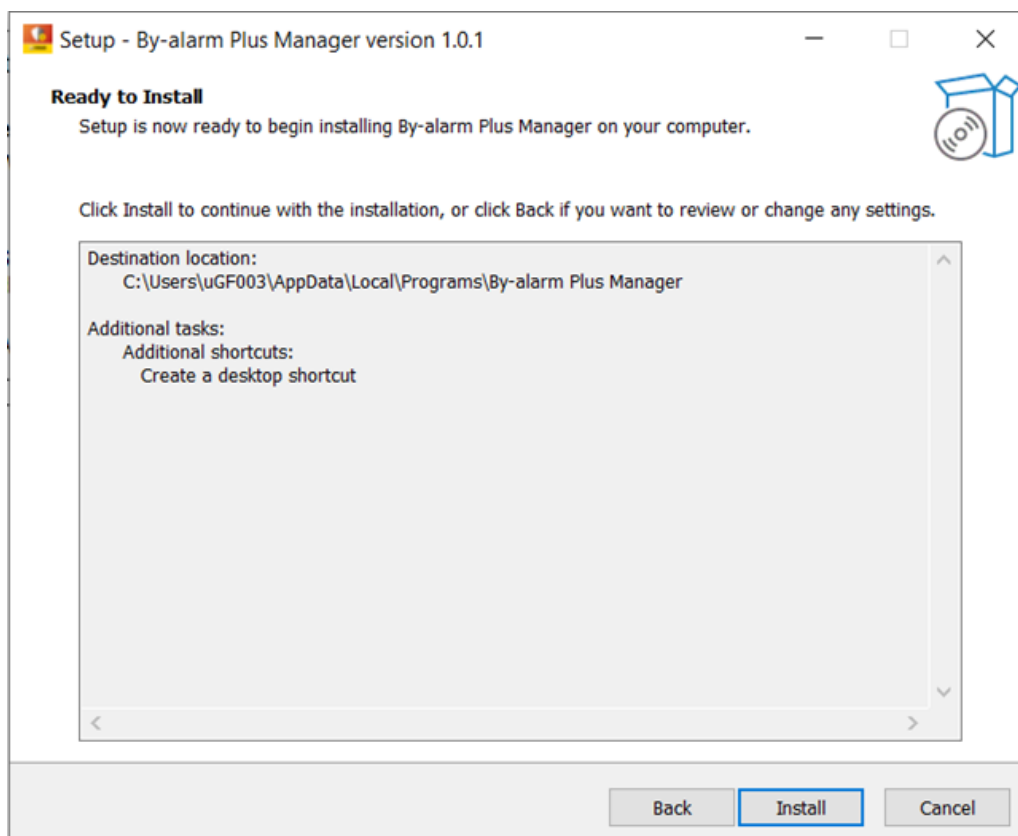 Setup - By-alarm Plus Manager version 1.0.1
Ready to Install
Setup is now ready to begin installing By-alarm Plus Manager on your computer.
Click Install to continue with the installation, or click Back if you want to review or change any settings.
Destination location:
C:\Users\uGF003\AppData\Local\Programs\By-alarm Plus Manager
Additional tasks:
Additional shortcuts:
Create a desktop shortcut
Back Install Cancel